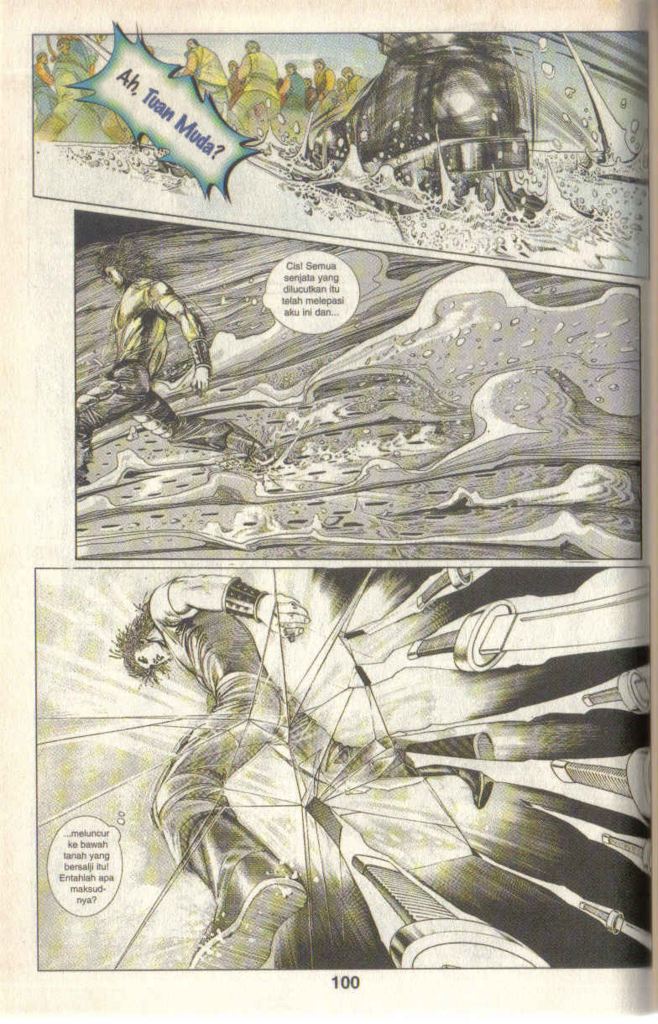 Ah, Tuan Muda?
Cis! Semua
senjata yang
dilucutkan itu
telah melepasi
aku ini dan...
...meluncur
ke bawah
tanah yang
bersalji itu!
Entahlah apa
maksud-
nya?
100